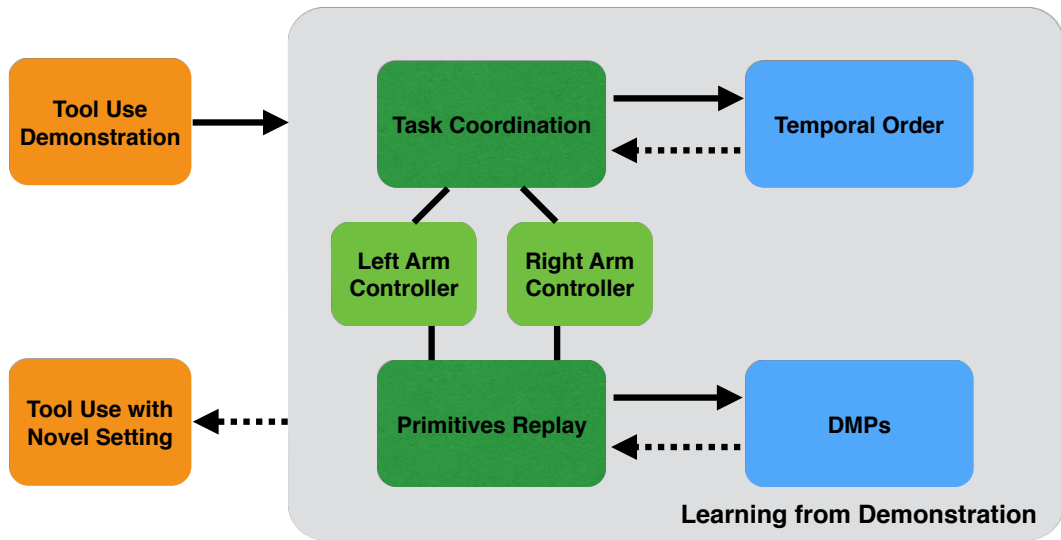 Tool Use
Demonstration
Task Coordination
Temporal Order
Left Arm
Controller
Right Arm
Controller
Tool Use with
Novel Setting
Primitives Replay
DMPs
Learning from Demonstration